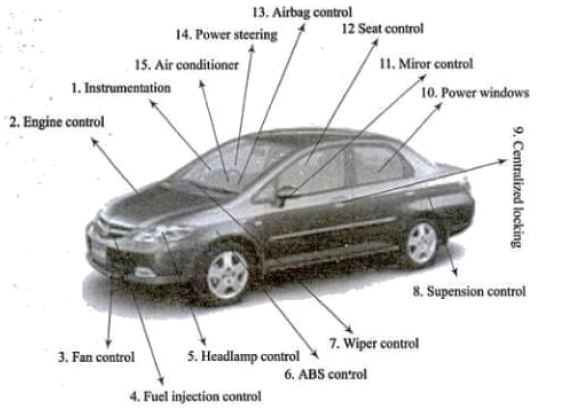 13. Airbag control
14. Power steering
12 Seat control
15. Air conditioner
11. Miror control
1. Instrumentation
10. Power windows
2. Engine control
9. Centralized locking
8. Supension control
7. Wiper control
3. Fan control
5. Headlamp control
6. ABS control
4. Fuel injection control